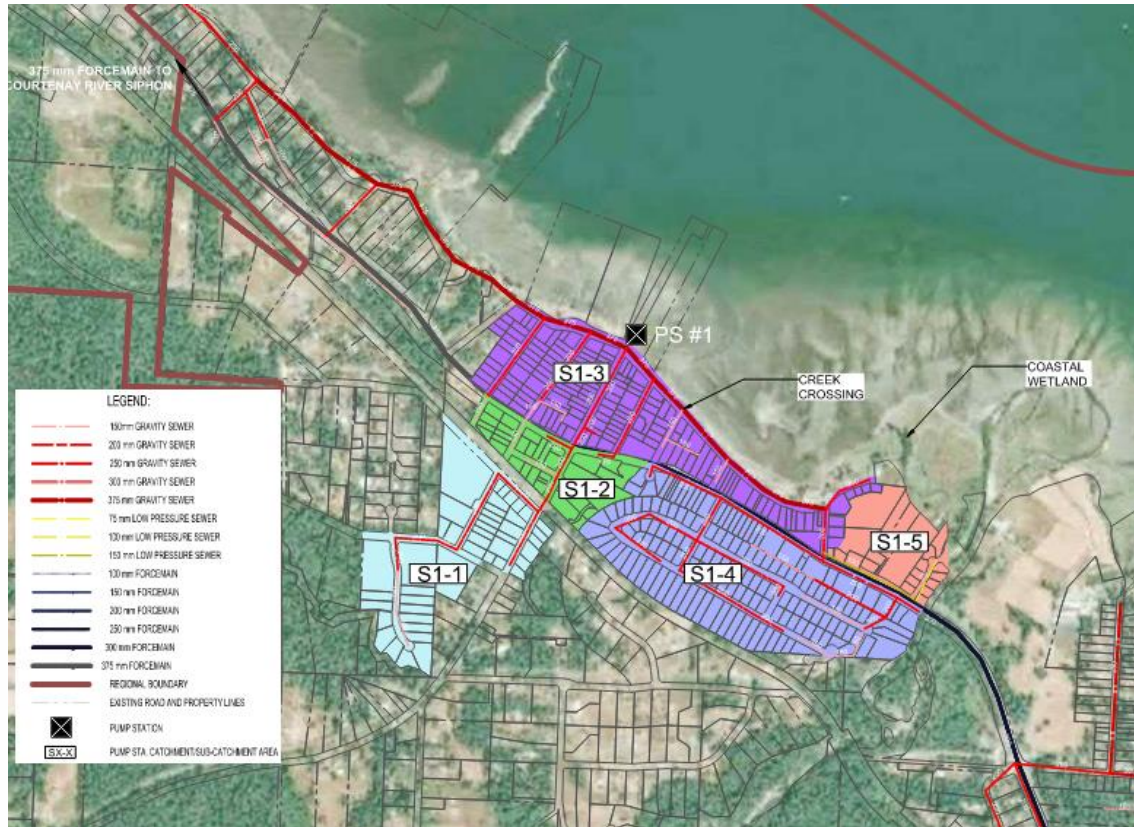 375 mm FORCEMAIN TO
COURTENAY RIVER SIPHON
PS #1
S1-3
CREEK
CROSSING
COASTAL
WETLAND
S1-2
S1-5
S1-1
S1-4
LEGEND:
150mm GRAVITY SEWER
200 mm GRAVITY SEWER
250 mm GRAVITY SEWER
300 mm GRAVITY SEWER
375 mm GRAVITY SEWER
75 mm LOW PRESSURE SEWER
100 mm LOW PRESSURE SEWER
150 mm LOW PRESSURE SEWER
100 mm FORCEMAIN
150 mm FORCEMAIN
200 mm FORCEMAIN
250 mm FORCEMAIN
300 mm FORCEMAIN
375 mm FORCEMAIN
REGIONAL BOUNDARY
EXISTING ROAD AND PROPERTY LINES
PUMP STATION
SX-X PUMP STA. CATCHMENT/SUB-CATCHMENT AREA